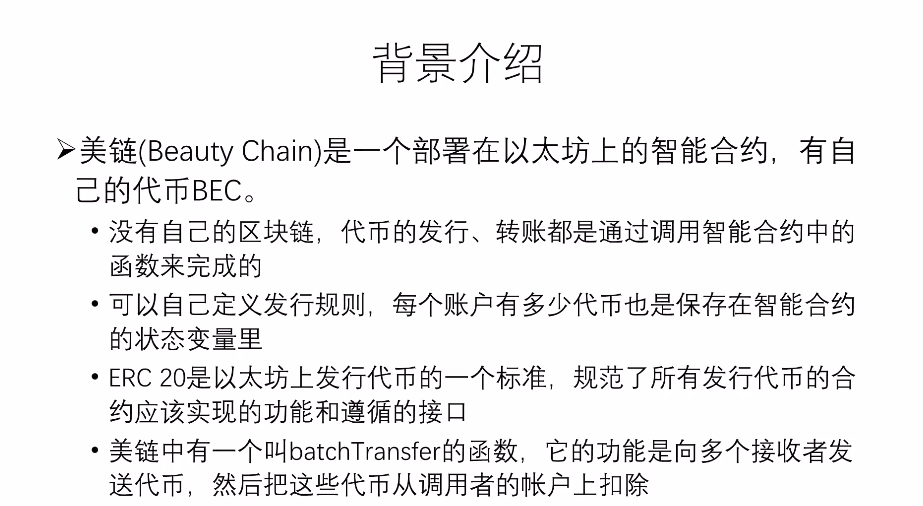 背景介绍
➢美链(Beauty Chain)是一个部署在以太坊上的智能合约，有自
己的代币BEC。
• 没有自己的区块链，代币的发行、转账都是通过调用智能合约中的
函数来完成的
• 可以自己定义发行规则，每个账户有多少代币也是保存在智能合约
的状态变量里
• ERC 20是以太坊上发行代币的一个标准，规范了所有发行代币的合
约应该实现的功能和遵循的接口
• 美链中有一个叫batchTransfer的函数，它的功能是向多个接收者发
送代币，然后把这些代币从调用者的帐户上扣除